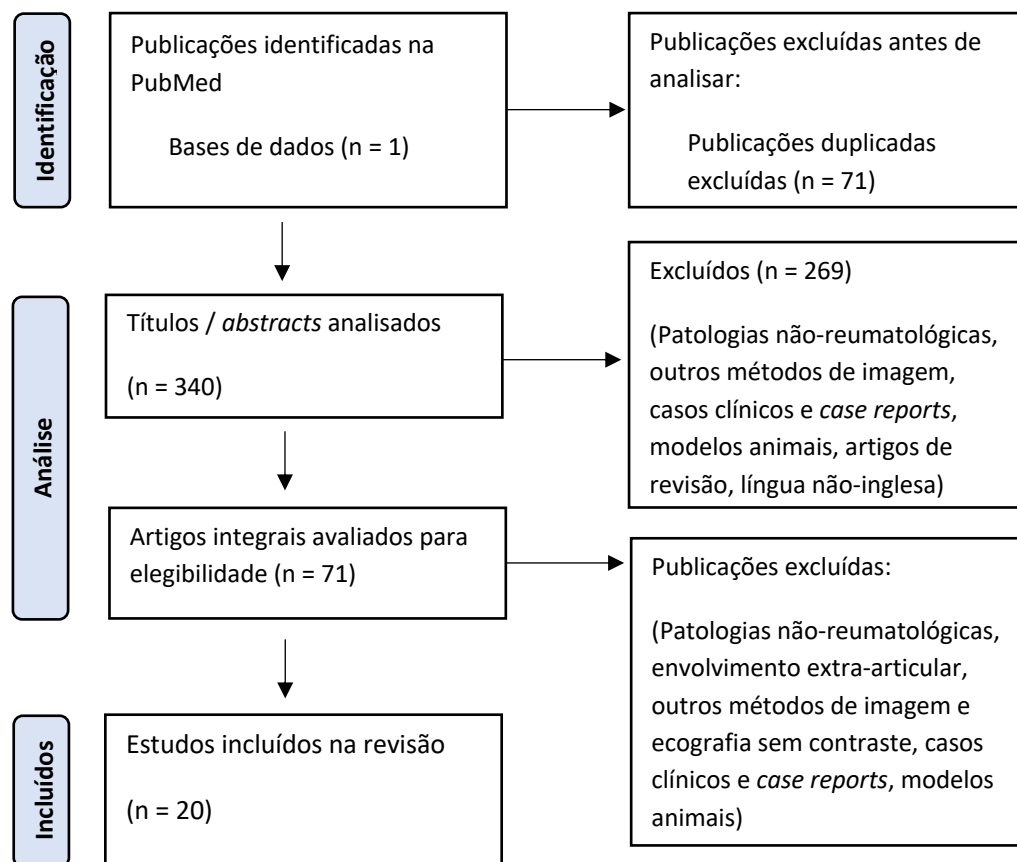 Identificação
Publicações identificadas na
PubMed
Bases de dados (n = 1)
Publicações excluídas antes de
analisar:
Publicações duplicadas
excluídas (n = 71)
Análise
Títulos / abstracts analisados
(n = 340)
Excluídos (n = 269)
(Patologias não-reumatológicas,
outros métodos de imagem,
casos clínicos e case reports,
modelos animais, artigos de
revisão, língua não-inglesa)
Artigos integrais avaliados para
elegibilidade (n = 71)
Publicações excluídas:
(Patologias não-reumatológicas,
envolvimento extra-articular,
outros métodos de imagem e
ecografia sem contraste, casos
clínicos e case reports, modelos
animais)
Incluídos
Estudos incluídos na revisão
(n = 20)